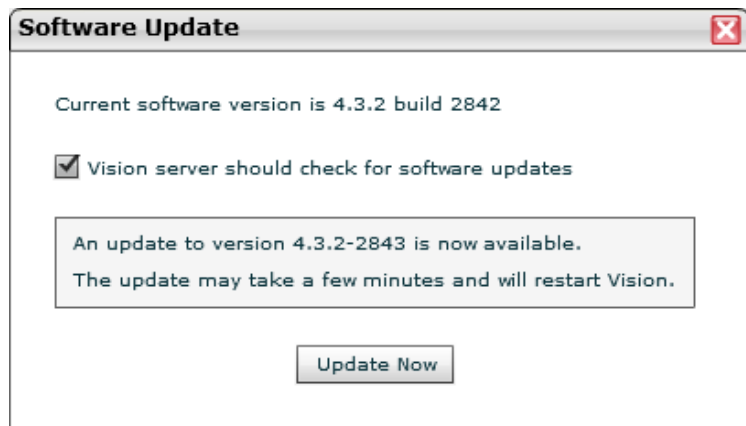 Software Update
Current software version is 4.3.2 build 2842
Vision server should check for software updates
An update to version 4.3.2-2843 is now available.
The update may take a few minutes and will restart Vision.
Update Now